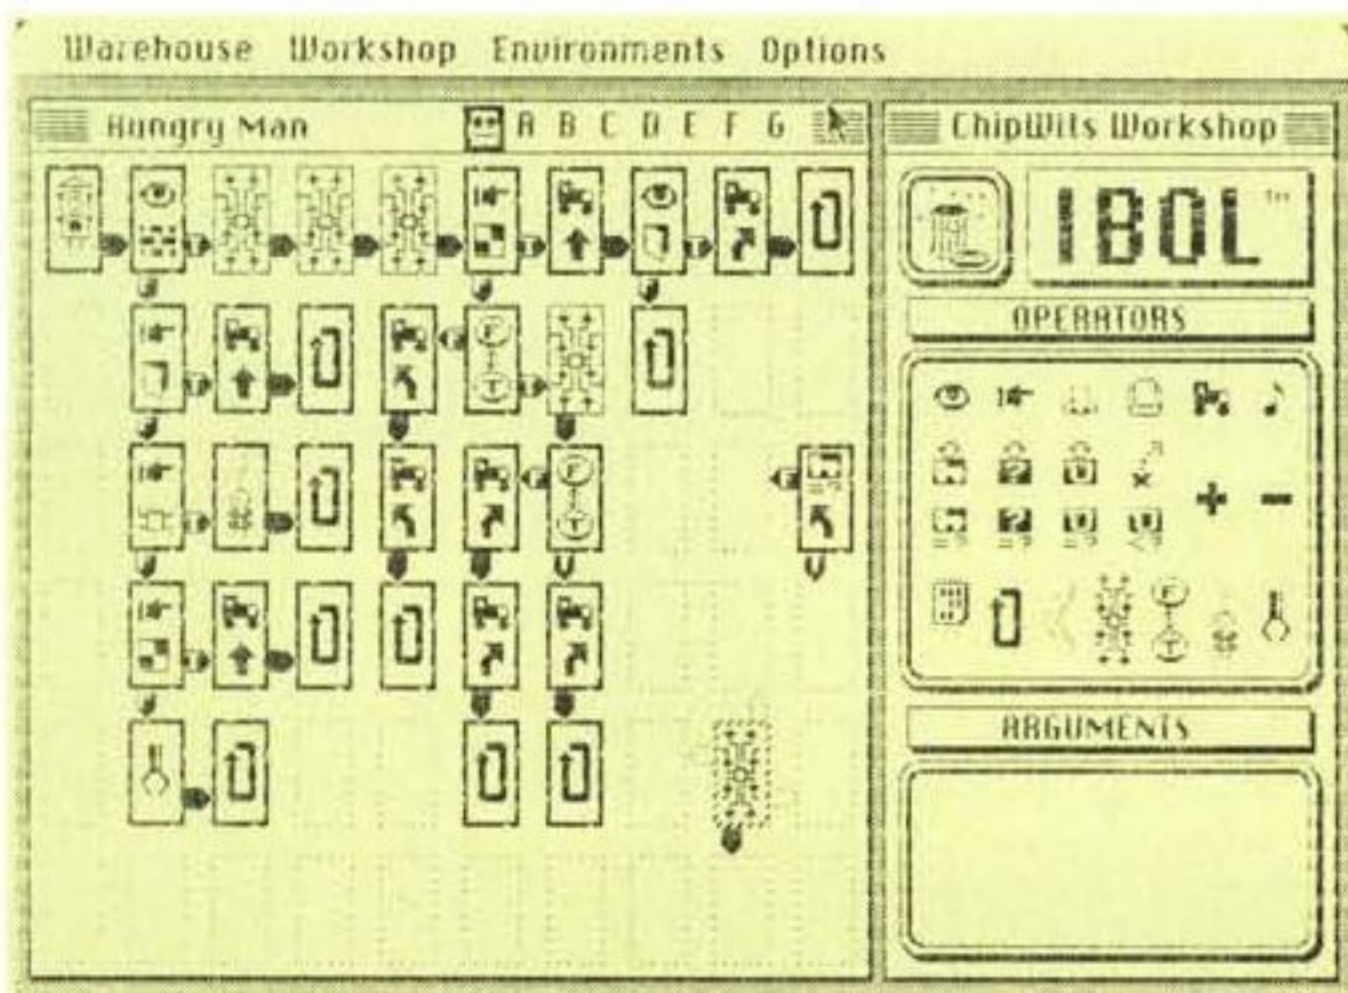 Warehouse Workshop Environments Options
Hungry Man
A B C D E F G
ChipWits Workshop
IBOL
OPERATORS
ARGUMENTS